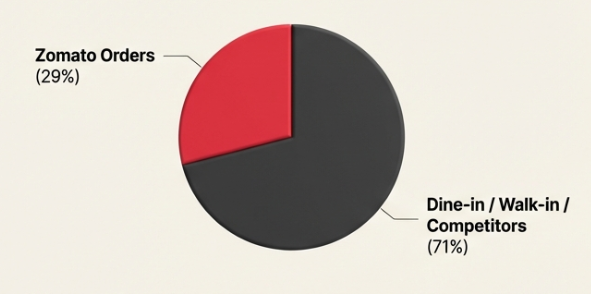 Zomato Orders
(29%)
Dine-in / Walk-in /
Competitors
(71%)